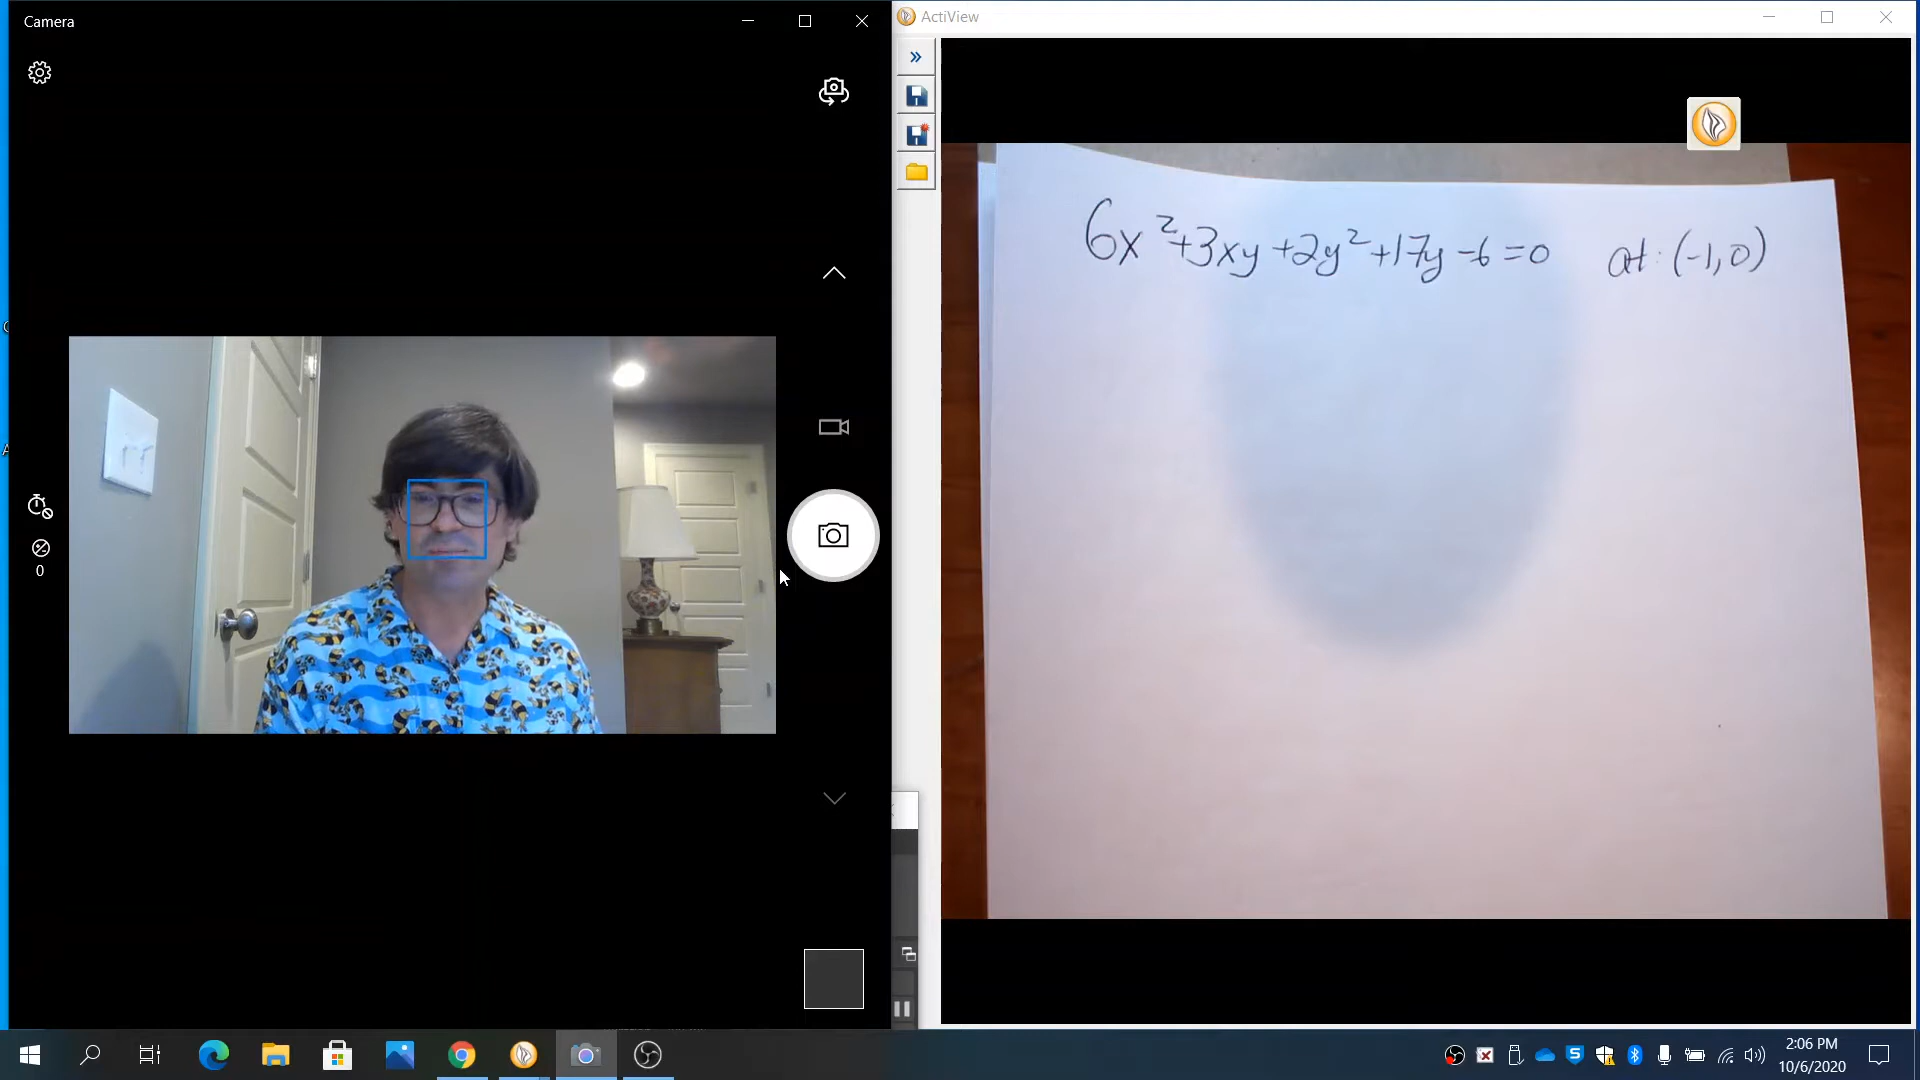 Camera
ActiView
6x²+3xy+2y²+17y-6=0 at: (-1,0)
0
2:06 PM
10/6/2020